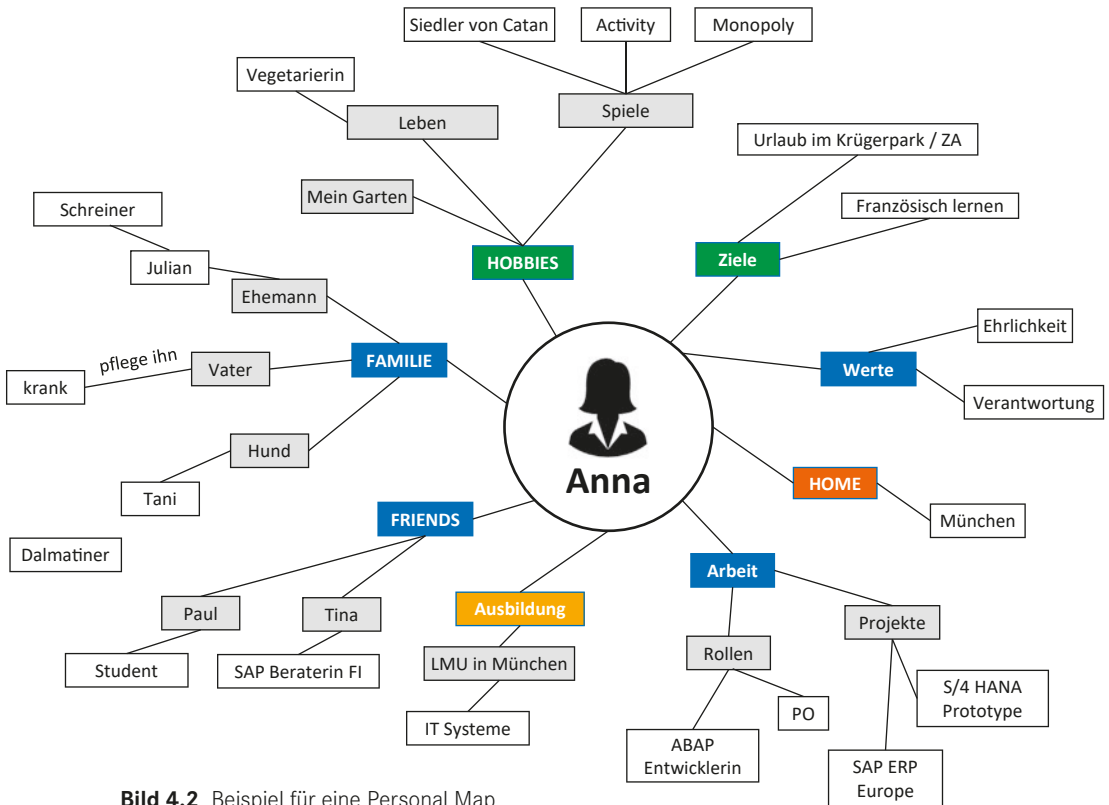 Siedler von Catan
Activity
Monopoly
Vegetarierin
Leben
Spiele
Urlaub im Krügerpark / ZA
Mein Garten
Französisch lernen
Schreiner
Julian
HOBBIES
Ziele
Ehemann
Ehrlichkeit
pflege ihn
Vater
FAMILIE
Werte
krank
Verantwortung
Hund
Anna
HOME
Tani
FRIENDS
München
Dalmatiner
Arbeit
Paul
Tina
Ausbildung
Projekte
Student
SAP Beraterin FI
LMU in München
Rollen
S/4 HANA
Prototype
IT Systeme
PO
ABAP
Entwicklerin
SAP ERP
Europe
Bild 4.2 Beispiel für eine Personal Map